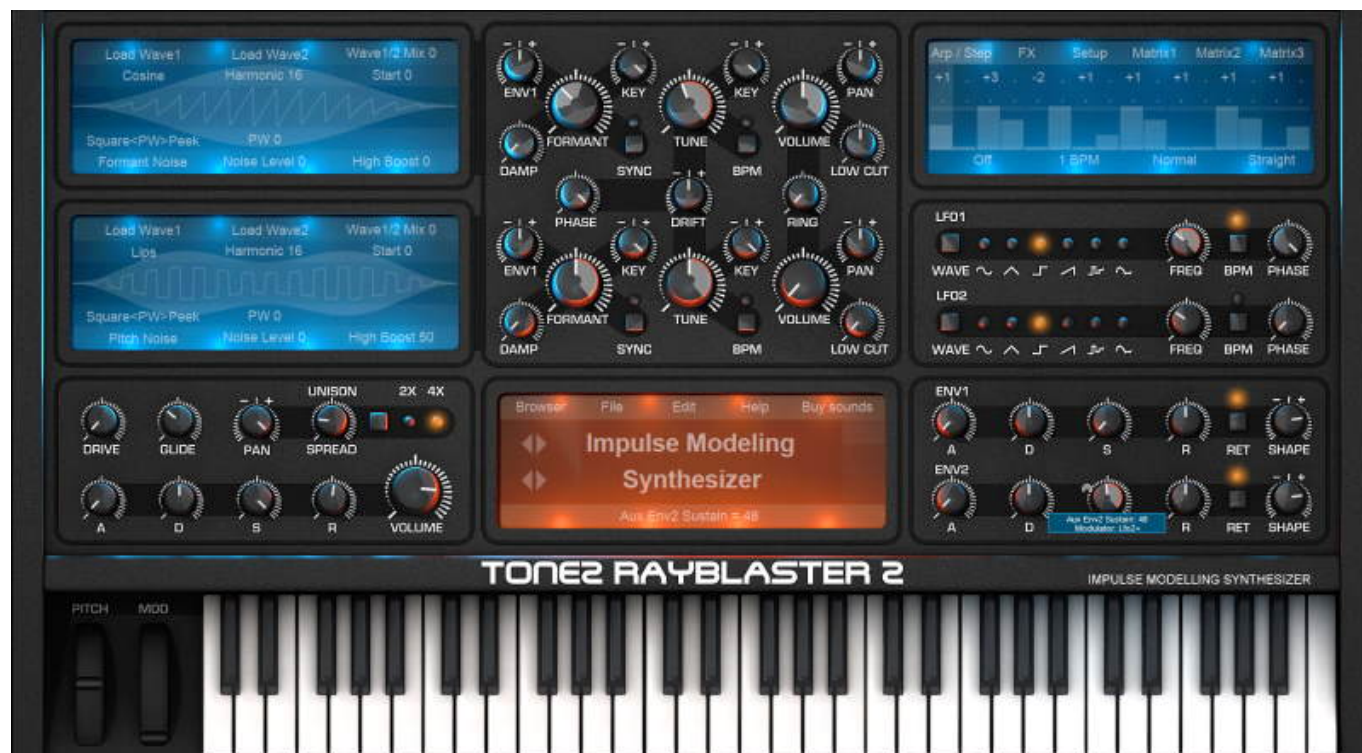 Load Wave1 Load Wave2 Wave1/2 Mix 0
Cosine Harmonic 16 Start 0
Square<PW>Peek PW 0
Formant Noise Noise Level 0 High Boost 0
Load Wave1 Load Wave2 Wave1/2 Mix 0
Lips Harmonic 16 Start 0
Square<PW>Peek PW 0
Pitch Noise Noise Level 0 High Boost 50
- + - + - +
ENV1 KEY KEY PAN
FORMANT TUNE VOLUME
DAMP SYNC BPM LOW CUT
PHASE DRIFT RING
- + - + - +
ENV1 KEY KEY PAN
FORMANT TUNE VOLUME
DAMP SYNC BPM LOW CUT
Arp / Step FX Setup Matrix1 Matrix2 Matrix3
+1 +3 -2 +1 +1 +1 +1 +1
Off 1 BPM Normal Straight
LFO1
WAVE FREQ BPM PHASE
LFO2
WAVE FREQ BPM PHASE
UNISON 2X 4X
- +
DRIVE GLIDE PAN SPREAD
A D S R VOLUME
Browser File Edit Help Buy sounds
Impulse Modeling
Synthesizer
Aux Env2 Sustain = 48
ENV1
- +
A D S R RET SHAPE
ENV2
- +
A D R RET SHAPE
Aux Env2 Sustain: 48
Modulator: Lfo2+
TONE2 RAYBLASTER 2
IMPULSE MODELLING SYNTHESIZER
PITCH MOD